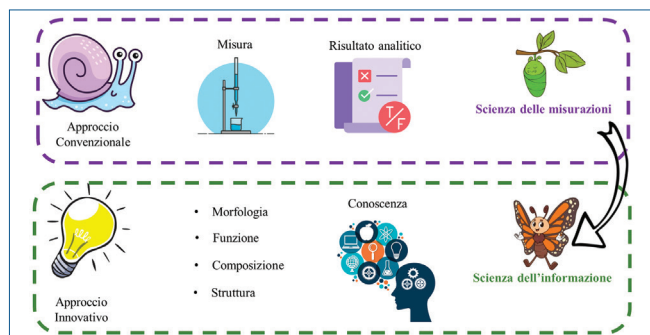 Approccio
Convenzionale
Misura
Risultato analitico
T/F
Scienza delle misurazioni
Approccio
Innovativo
• Morfologia
• Funzione
• Composizione
• Struttura
Conoscenza
Scienza dell'informazione